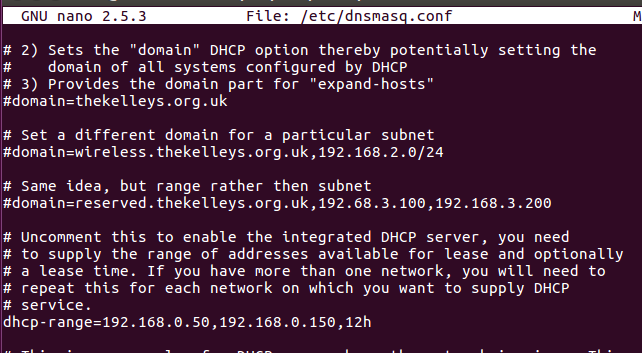 GNU nano 2.5.3 File: /etc/dnsmasq.conf M
# 2) Sets the "domain" DHCP option thereby potentially setting the
#    domain of all systems configured by DHCP
# 3) Provides the domain part for "expand-hosts"
#domain=thekelleys.org.uk
# Set a different domain for a particular subnet
#domain=wireless.thekelleys.org.uk,192.168.2.0/24
# Same idea, but range rather then subnet
#domain=reserved.thekelleys.org.uk,192.68.3.100,192.168.3.200
# Uncomment this to enable the integrated DHCP server, you need
# to supply the range of addresses available for lease and optionally
# a lease time. If you have more than one network, you will need to
# repeat this for each network on which you want to supply DHCP
# service.
dhcp-range=192.168.0.50,192.168.0.150,12h